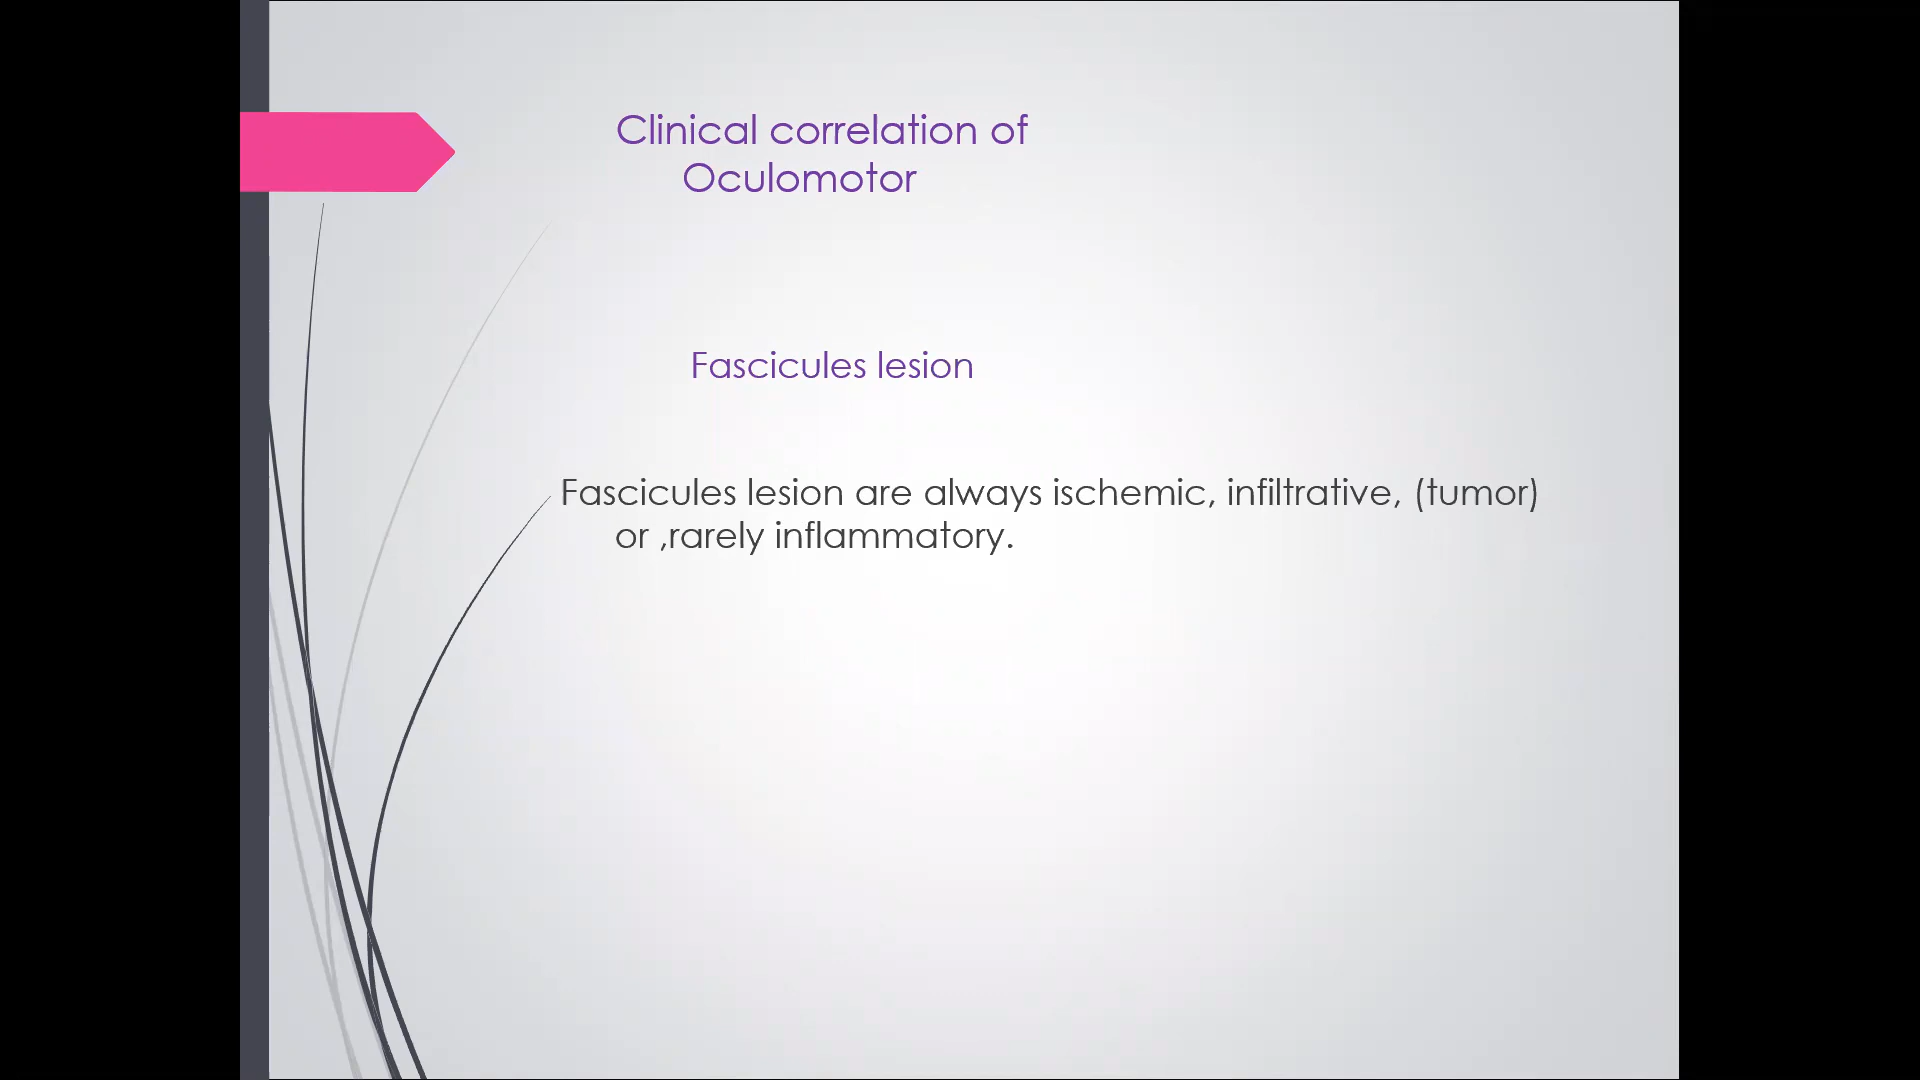 Clinical correlation of
Oculomotor
Fascicules lesion
Fascicules lesion are always ischemic, infiltrative, (tumor)
or ,rarely inflammatory.